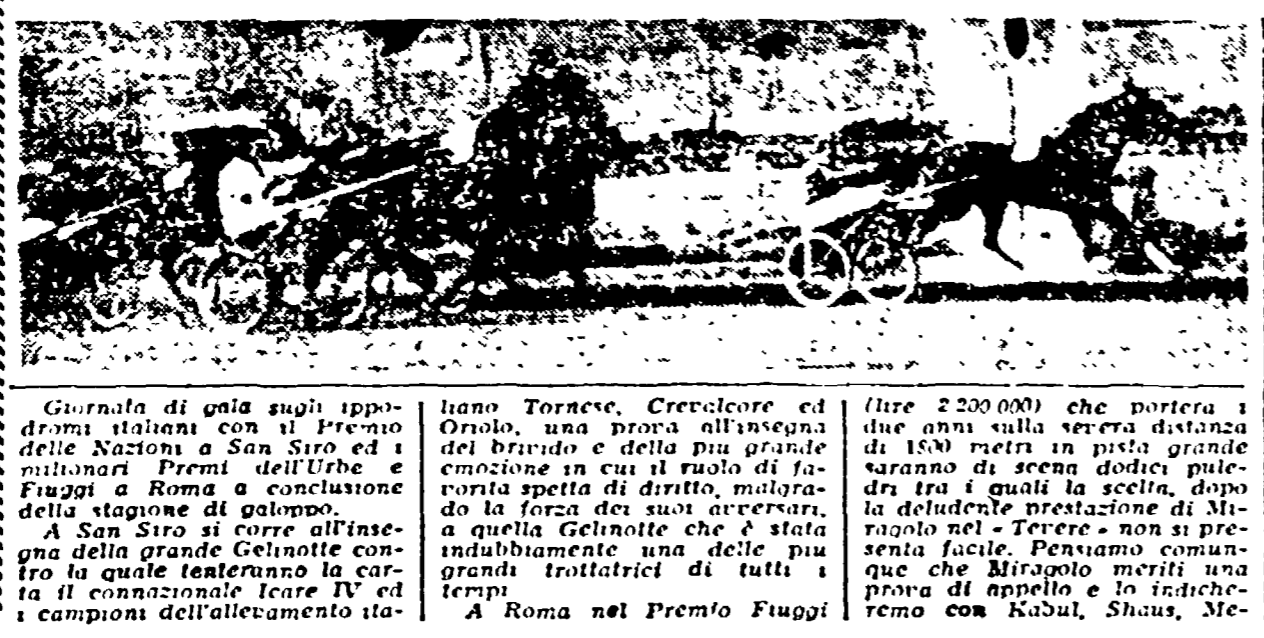 Giornata di gala sugli ippo-
dromi italiani con il Premio
delle Nazioni a San Siro ed i
milionari Premi dell'Urbe e
Fiuggi a Roma a conclusione
della stagione di galoppo.
A San Siro si corre all'inse-
gna della grande Gelinotte con-
tro la quale tenteranno la car-
ta il connazionale Icare IV ed
i campioni dell'allevamento ita-
liano Tornese, Crevalcore ed
Oriolo, una prova all'insegna
del brivido e della più grande
emozione in cui il ruolo di fa-
vorita spetta di diritto, malgra-
do la forza dei suoi avversari,
a quella Gelinotte che è stata
indubbiamente una delle più
grandi trottatrici di tutti i
tempi
A Roma nel Premio Fiuggi
(lire 2 200 000) che porterà i
due anni sulla severa distanza
di 1500 metri in pista grande
saranno di scena dodici pule-
dri tra i quali la scelta, dopo
la deludente prestazione di Mi-
ragolo nel « Tevere » non si pre-
senta facile. Pensiamo comun-
que che Miragolo meriti una
prova di appello e lo indiche-
remo con Kabul, Shaus, Me-